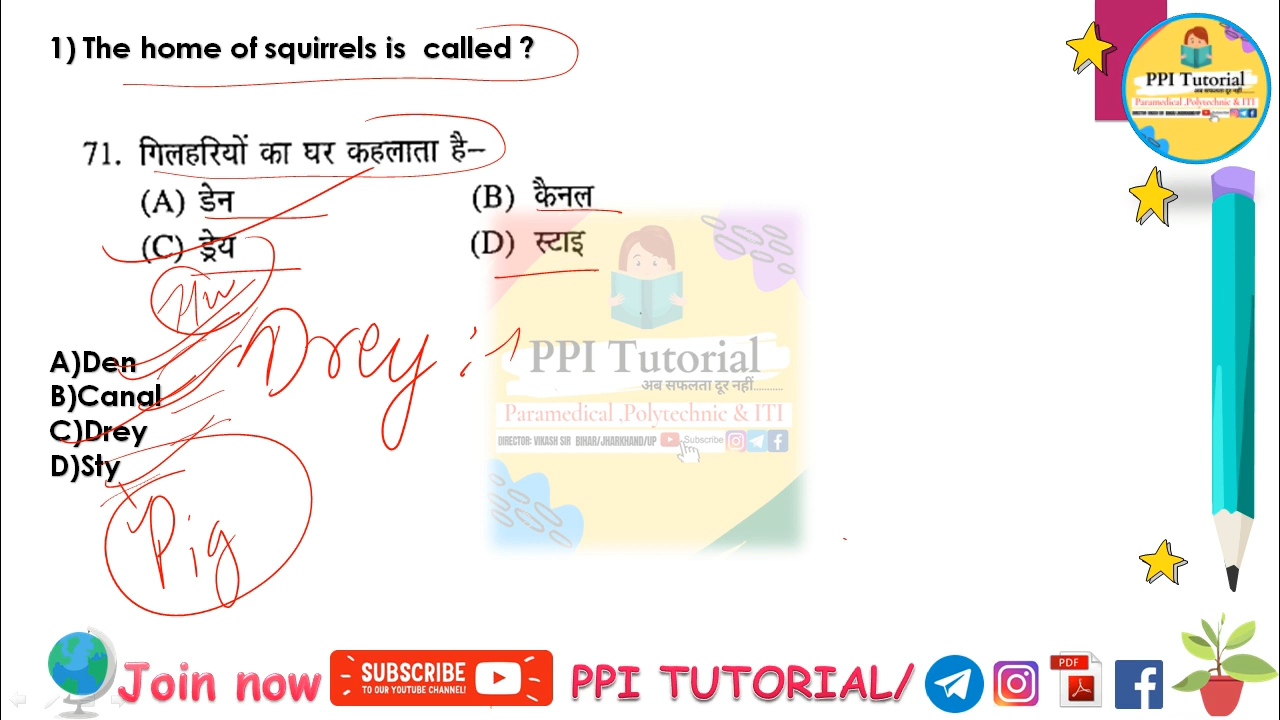 1) The home of squirrels is called ?
71. गिलहरियों का घर कहलाता है–
(A) डेन (B) कैनल
(C) ड्रेय (D) स्टाइ
Drey :
A)Den
B)Canal
C)Drey
D)Sty
Pig
PPI Tutorial
अब सफलता दूर नहीं...........
Paramedical ,Polytechnic & ITI
DIRECTOR: VIKASH SIR BIHAR/JHARKHAND/UP Subscribe
PPI Tutorial
अब सफलता दूर नहीं...........
Paramedical ,Polytechnic & ITI
Join now
SUBSCRIBE
TO OUR YOUTUBE CHANNEL!
PPI TUTORIAL/
PDF